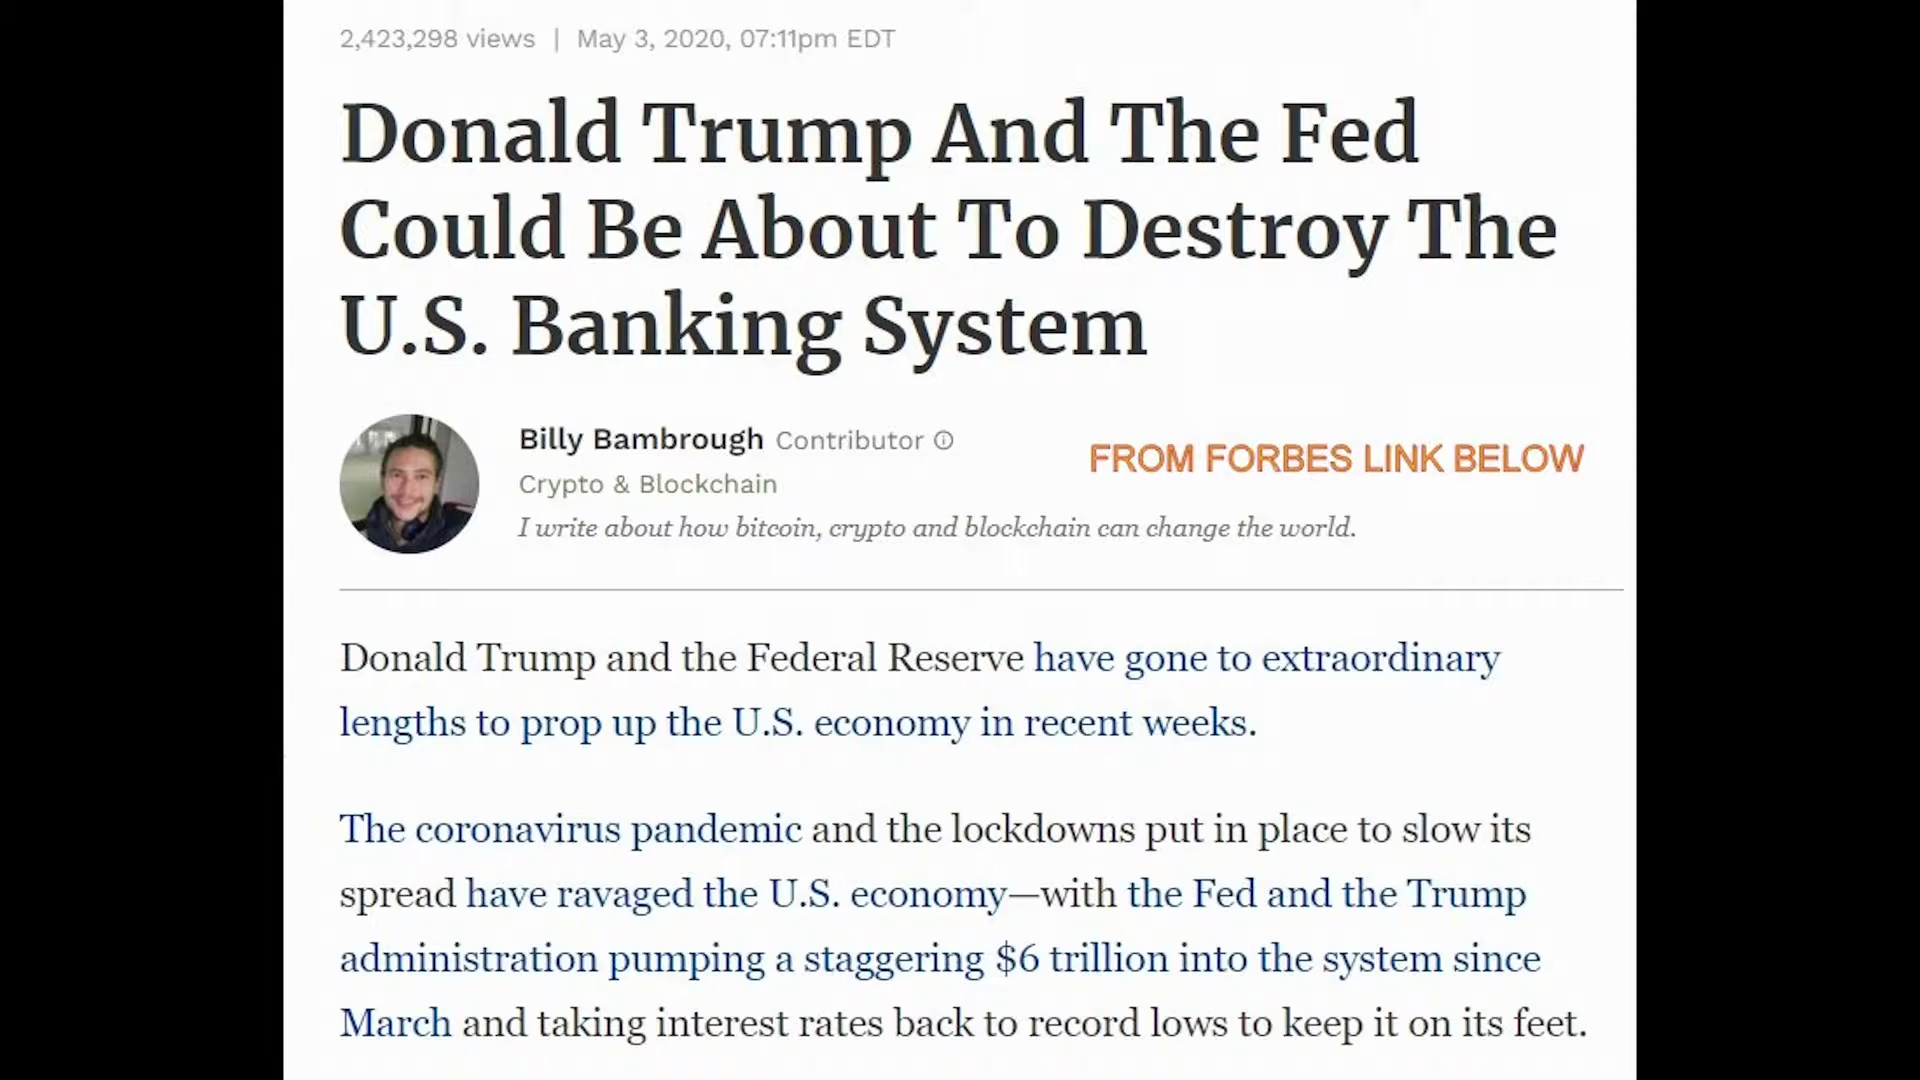 2,423,298 views | May 3, 2020, 07:11pm EDT
Donald Trump And The Fed
Could Be About To Destroy The
U.S. Banking System
Billy Bambrough Contributor
FROM FORBES LINK BELOW
Crypto & Blockchain
I write about how bitcoin, crypto and blockchain can change the world.
Donald Trump and the Federal Reserve have gone to extraordinary
lengths to prop up the U.S. economy in recent weeks.
The coronavirus pandemic and the lockdowns put in place to slow its
spread have ravaged the U.S. economy—with the Fed and the Trump
administration pumping a staggering $6 trillion into the system since
March and taking interest rates back to record lows to keep it on its feet.